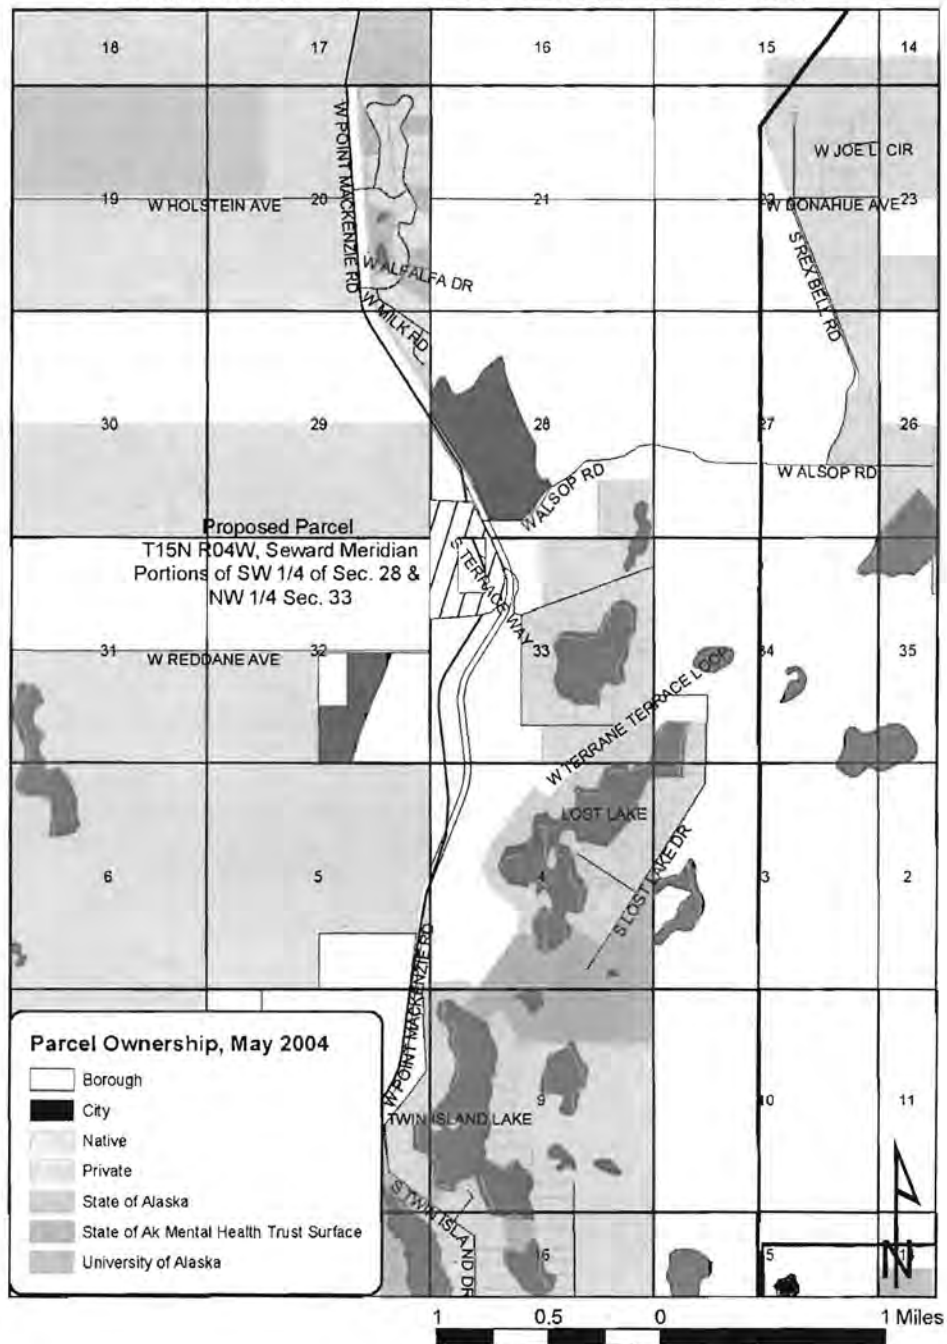 18
17
16
15
14
W POINT MACKENZIE RD
W JOE L CIR
19
W HOLSTEIN AVE
20
21
22
W DONAHUE AVE
23
W ALFALFA DR
S REX BELL RD
W MILK RD
30
29
28
27
26
W ALSOP RD
W ALSOP RD
Proposed Parcel
T15N R04W, Seward Meridian
Portions of SW 1/4 of Sec. 28 &
NW 1/4 Sec. 33
S TERRACE WAY
31
W REDDANE AVE
32
33
34
35
W TERRANE TERRACE LOOP
LOST LAKE
6
5
4
3
2
S LOST LAKE DR
W POINT MACKENZIE RD
Parcel Ownership, May 2004
Borough
City
Native
Private
State of Alaska
State of Ak Mental Health Trust Surface
University of Alaska
9
10
11
TWIN ISLAND LAKE
S TWIN ISLAND DR
16
15
N
1
0.5
0
1 Miles